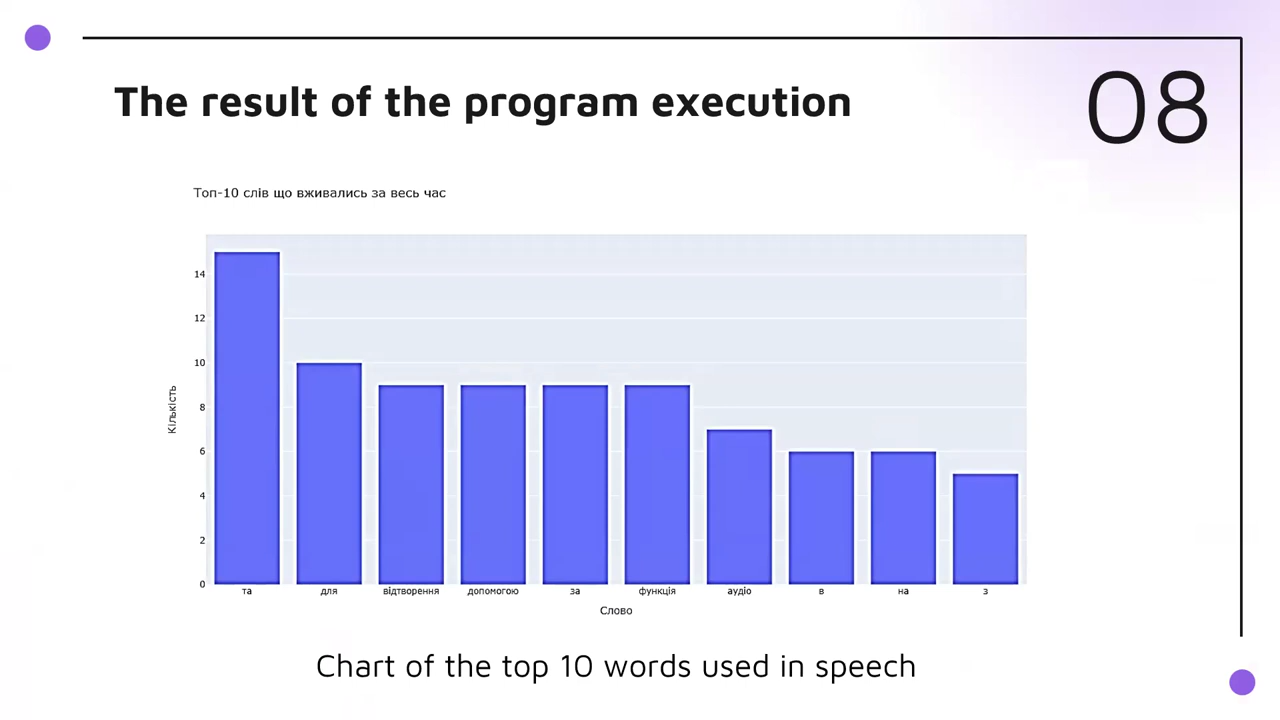 The result of the program execution
08
Топ-10 слів що вживались за весь час
Кількість
14
12
10
8
6
4
2
0
та для відтворення допомогою за функція аудіо в на з
Слово
Chart of the top 10 words used in speech